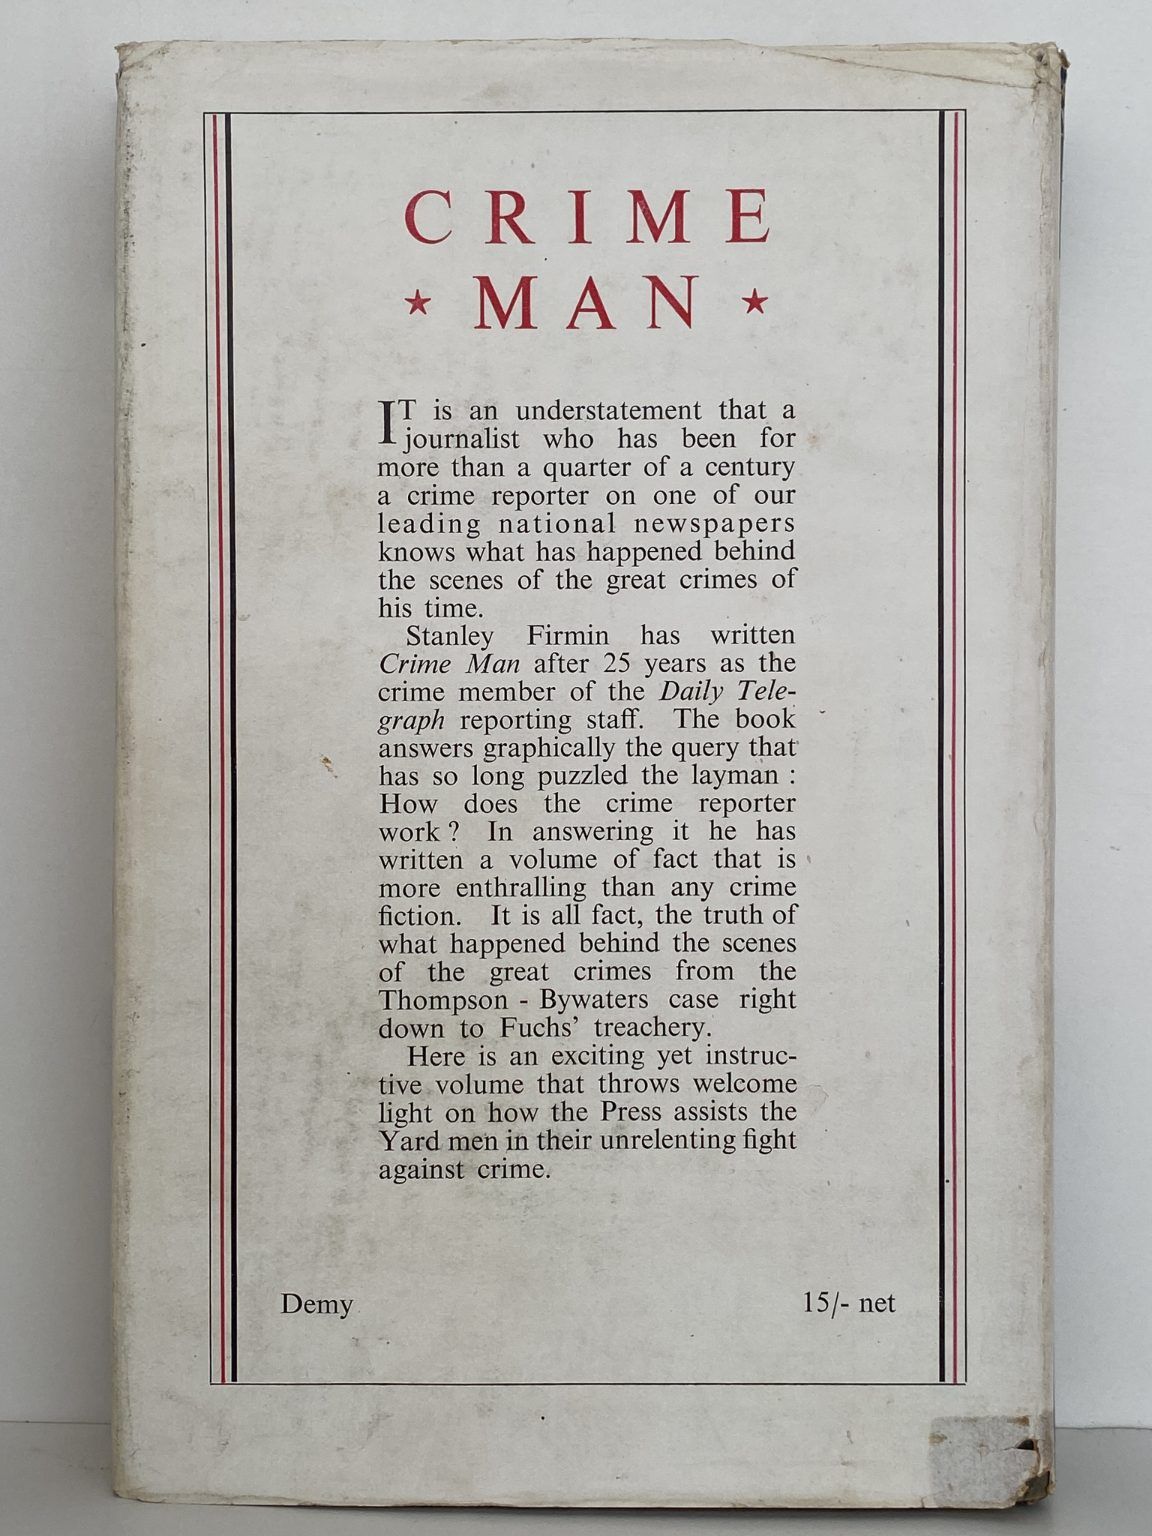 CRIME
★ MAN ★
IT is an understatement that a
journalist who has been for
more than a quarter of a century
a crime reporter on one of our
leading national newspapers
knows what has happened behind
the scenes of the great crimes of
his time.
Stanley Firmin has written
Crime Man after 25 years as the
crime member of the Daily Tele-
graph reporting staff. The book
answers graphically the query that
has so long puzzled the layman :
How does the crime reporter
work ? In answering it he has
written a volume of fact that is
more enthralling than any crime
fiction. It is all fact, the truth of
what happened behind the scenes
of the great crimes from the
Thompson - Bywaters case right
down to Fuchs’ treachery.
Here is an exciting yet instruc-
tive volume that throws welcome
light on how the Press assists the
Yard men in their unrelenting fight
against crime.
Demy 15/- net